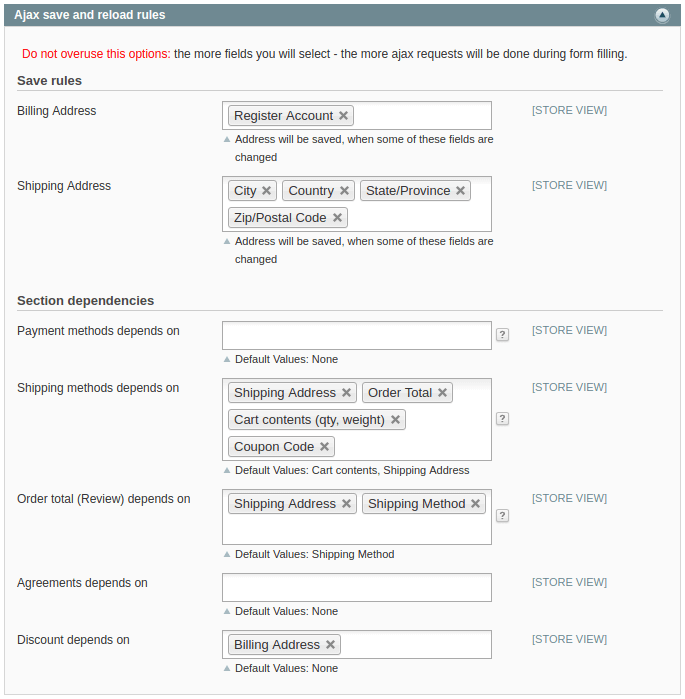 Ajax save and reload rules
Do not overuse this options: the more fields you will select - the more ajax requests will be done during form filling.
Save rules
Billing Address
Register Account
[STORE VIEW]
Address will be saved, when some of these fields are
changed
Shipping Address
City Country State/Province
[STORE VIEW]
Zip/Postal Code
Address will be saved, when some of these fields are
changed
Section dependencies
Payment methods depends on
?
[STORE VIEW]
Default Values: None
Shipping methods depends on
Shipping Address Order Total
[STORE VIEW]
Cart contents (qty, weight)
?
Coupon Code
Default Values: Cart contents, Shipping Address
Order total (Review) depends on
Shipping Address Shipping Method
[STORE VIEW]
?
Default Values: Shipping Method
Agreements depends on
[STORE VIEW]
Default Values: None
Discount depends on
Billing Address
[STORE VIEW]
Default Values: None